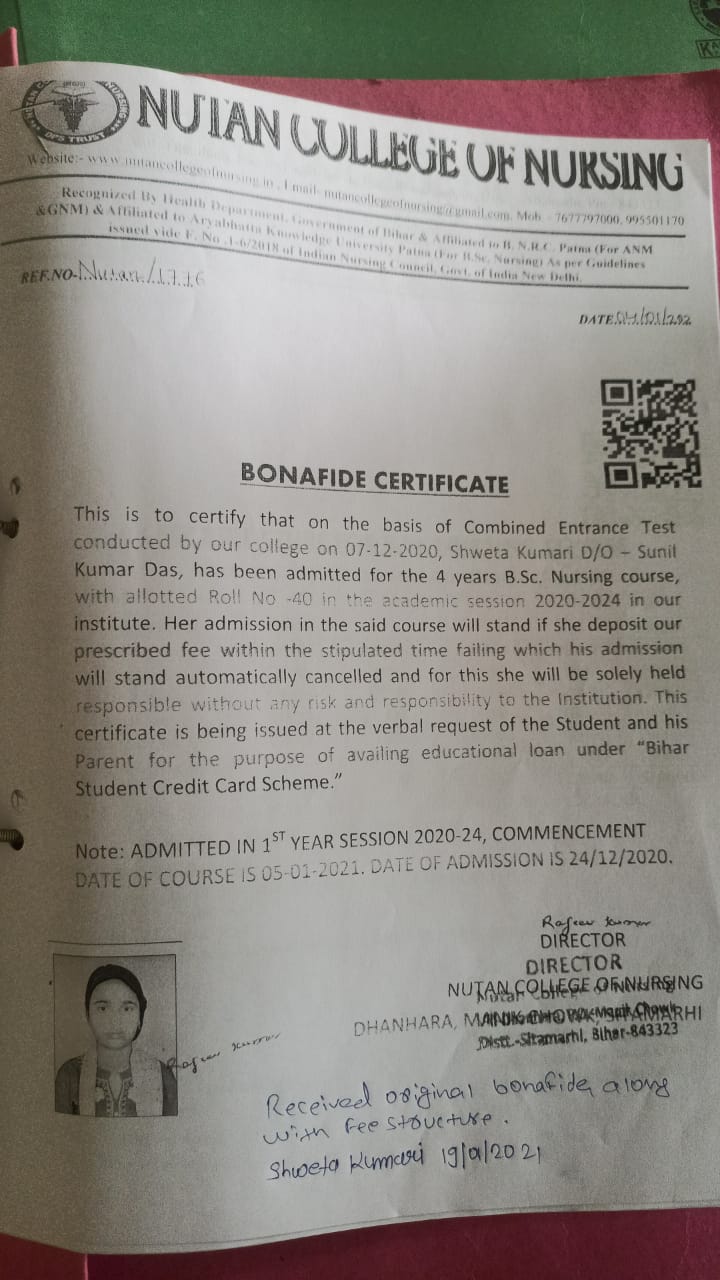 NUTAN COLLEGE OF NURSING
DFS TRUST
Website:- www.nutancollegeofnursing.in, Email: nutancollegeofnursing@gmail.com, Mob - 7677797000, 995501170
Recognized By Health Department, Government of Bihar & Affiliated to B. N.R.C. Patna (For ANM
&GNM) & Affiliated to Aryabhatta Knowledge University Patna (For B.Sc. Nursing) As per Guidelines
issued vide F. No .1-6/2018 of Indian Nursing Council, Govt. of India New Delhi.
REF.NO-Nutan/1776
DATE
BONAFIDE CERTIFICATE
This is to certify that on the basis of Combined Entrance Test
conducted by our college on 07-12-2020, Shweta Kumari D/O – Sunil
Kumar Das, has been admitted for the 4 years B.Sc. Nursing course,
with allotted Roll No -40 in the academic session 2020-2024 in our
institute. Her admission in the said course will stand if she deposit our
prescribed fee within the stipulated time failing which his admission
will stand automatically cancelled and for this she will be solely held
responsible without any risk and responsibility to the Institution. This
certificate is being issued at the verbal request of the Student and his
Parent for the purpose of availing educational loan under “Bihar
Student Credit Card Scheme.”
Note: ADMITTED IN 1ST YEAR SESSION 2020-24, COMMENCEMENT
DATE OF COURSE IS 05-01-2021. DATE OF ADMISSION IS 24/12/2020.
Rajeev Kumar
DIRECTOR
DIRECTOR
NUTAN COLLEGE OF NURSING
DHANHARA, SITAMARHI
Distt.-Sitamarhi, Bihar-843323
Rajeev Kumar
Received original bonafide along
with fee structure.
Shweta Kumari 19/01/2021